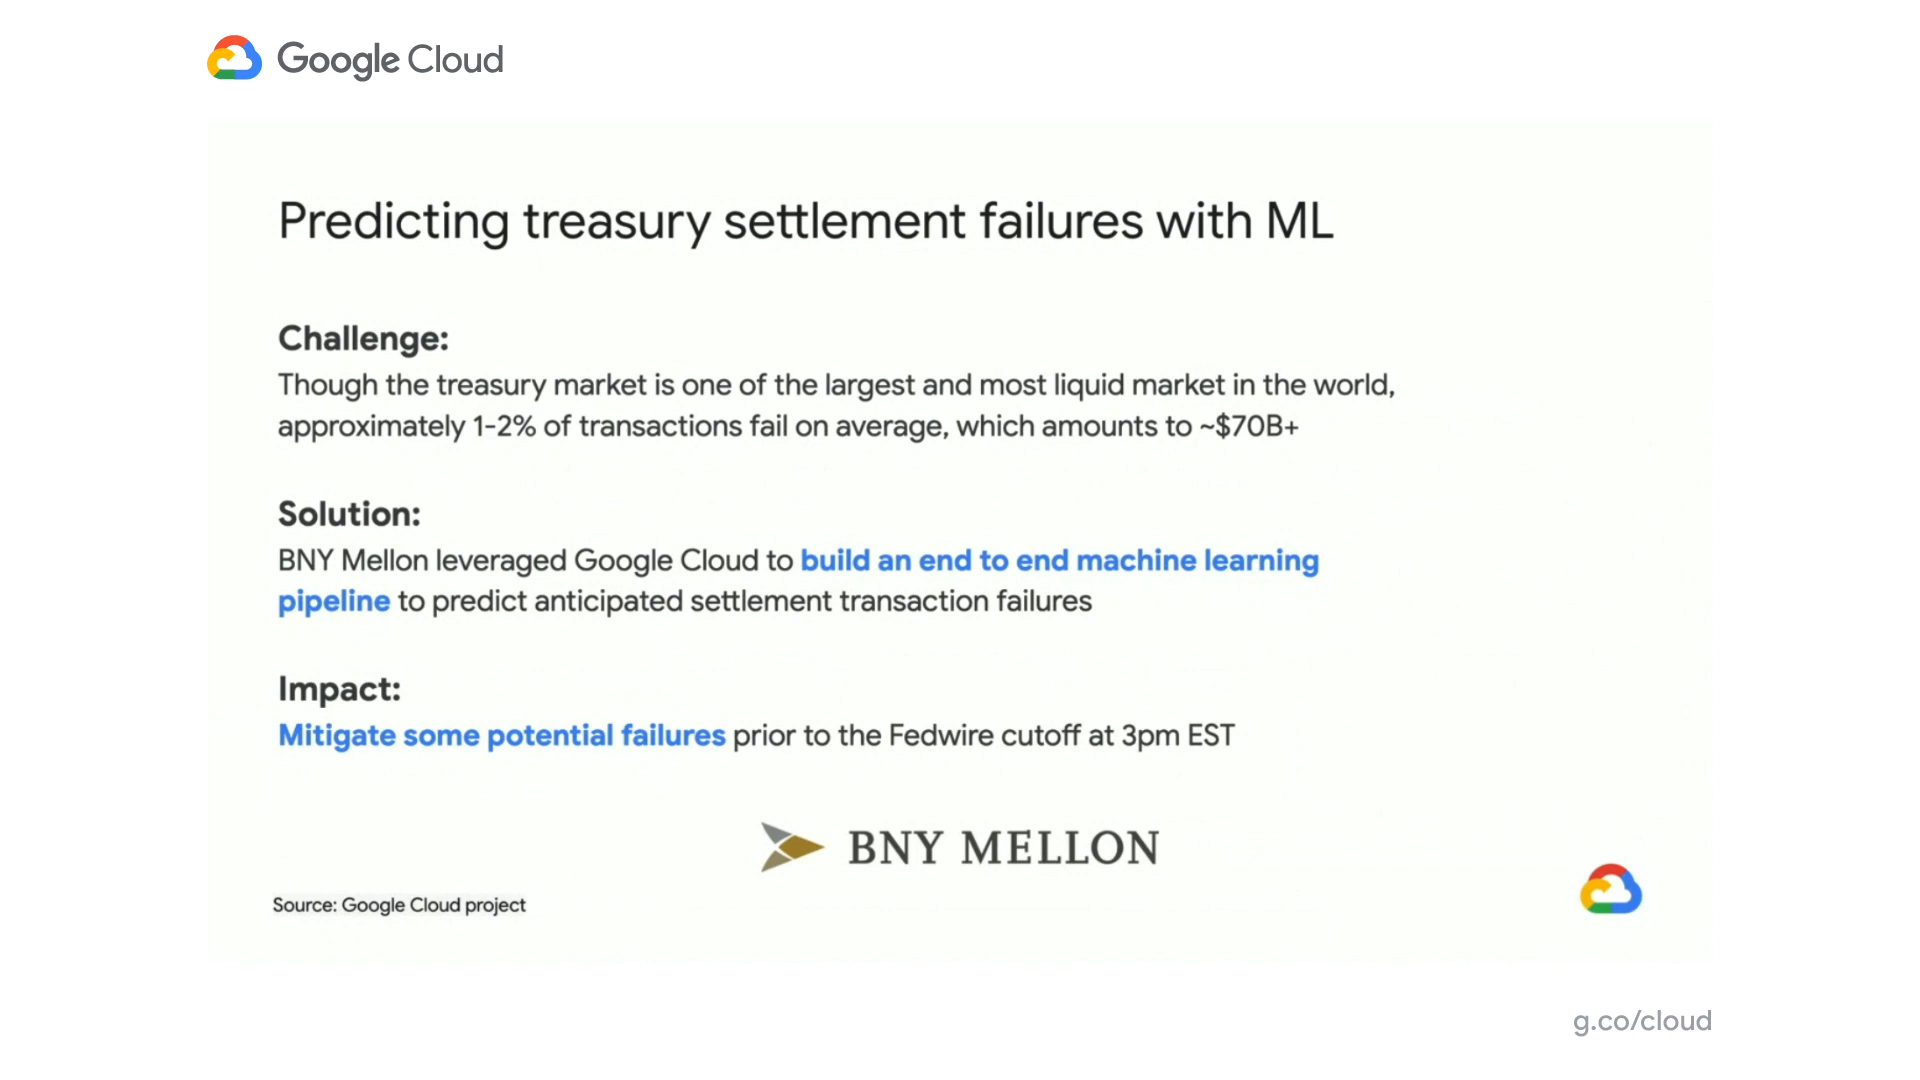 Google Cloud
Predicting treasury settlement failures with ML
Challenge:
Though the treasury market is one of the largest and most liquid market in the world,
approximately 1-2% of transactions fail on average, which amounts to ~$70B+
Solution:
BNY Mellon leveraged Google Cloud to build an end to end machine learning
pipeline to predict anticipated settlement transaction failures
Impact:
Mitigate some potential failures prior to the Fedwire cutoff at 3pm EST
BNY MELLON
Source: Google Cloud project
g.co/cloud